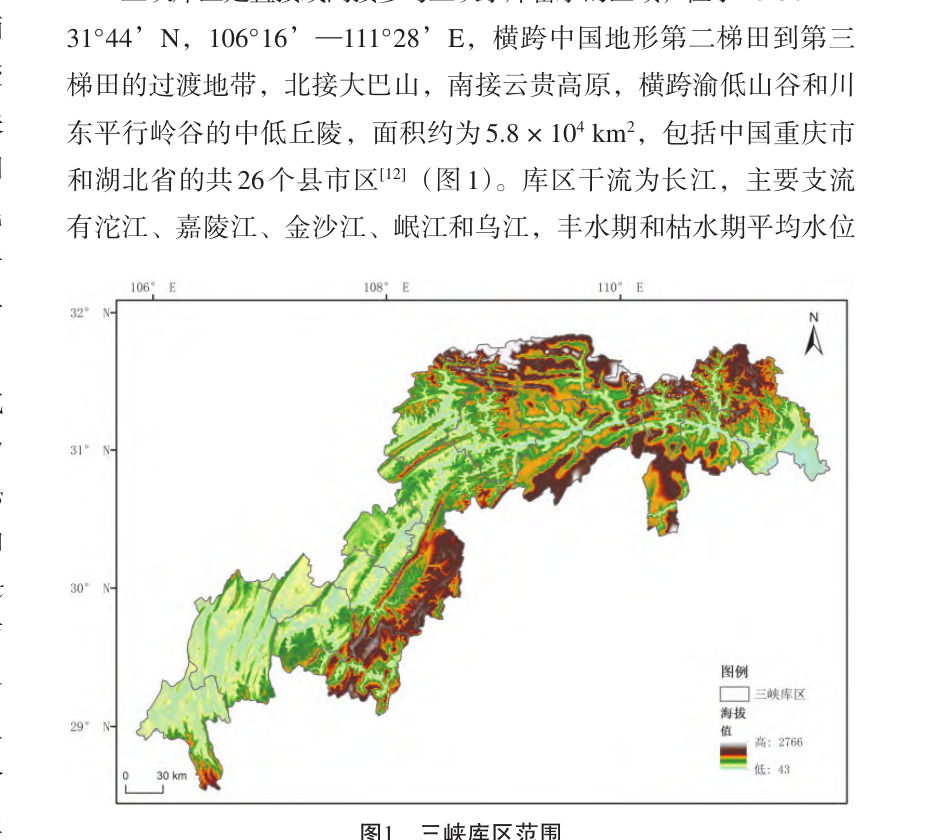 31°44’ N，106°16’—111°28’ E，横跨中国地形第二梯田到第三
梯田的过渡地带，北接大巴山，南接云贵高原，横跨渝低山谷和川
东平行岭谷的中低丘陵，面积约为5.8 × 10⁴ km²，包括中国重庆市
和湖北省的共26个县市区[12]（图1）。库区干流为长江，主要支流
有沱江、嘉陵江、金沙江、岷江和乌江，丰水期和枯水期平均水位
106° E
108° E
110° E
32° N
31° N
30° N
29° N
N
图例
三峡库区
海拔
值
高: 2766
低: 43
0 30 km
图1 三峡库区范围